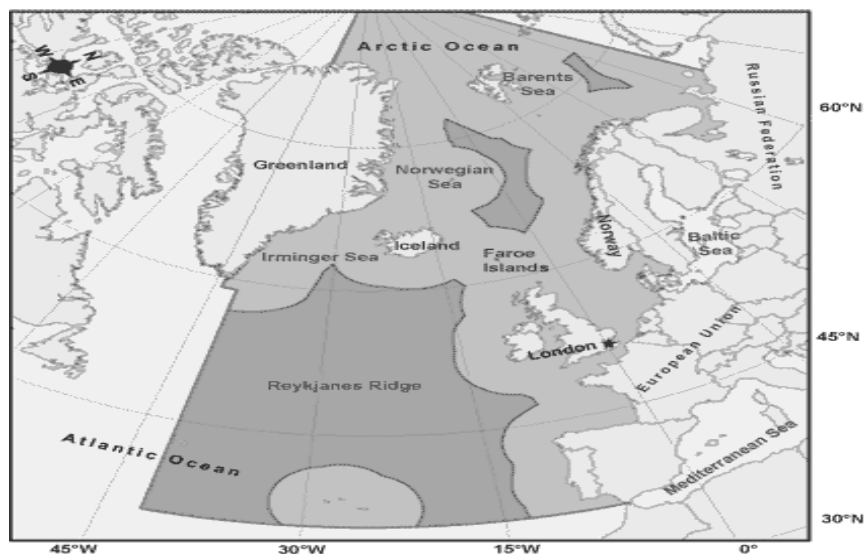 Arctic Ocean
N
W
S
E
Barents
Sea
Russian Federation
60°N
Greenland
Norwegian
Sea
Norway
Baltic
Sea
Iceland
Irminger Sea
Faroe
Islands
European Union
London
45°N
Reykjanes Ridge
Atlantic Ocean
Mediterranean Sea
30°N
45°W
30°W
15°W
0°